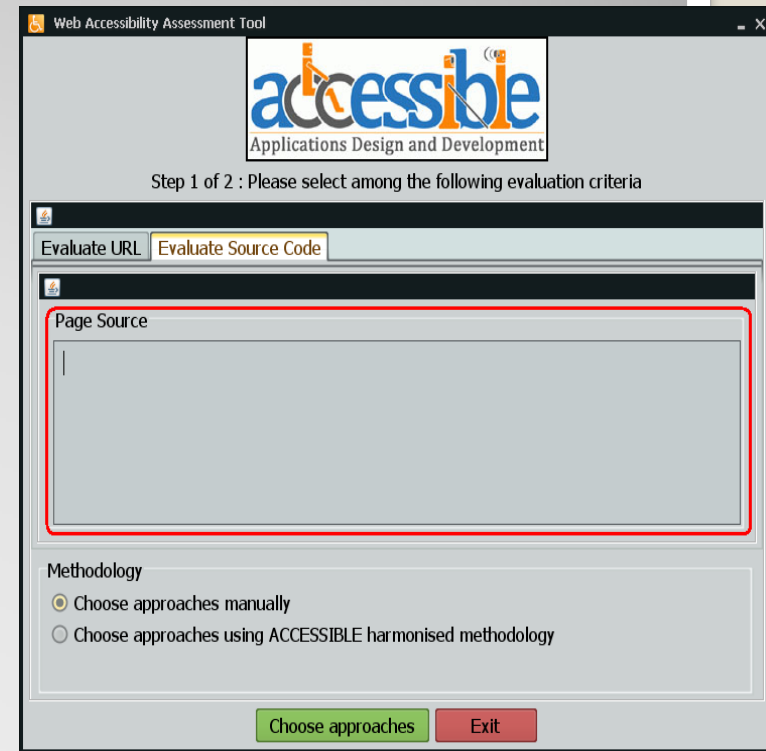 Web Accessibility Assessment Tool
accessible
Applications Design and Development
Step 1 of 2 : Please select among the following evaluation criteria
Evaluate URL Evaluate Source Code
Page Source
Methodology
Choose approaches manually
Choose approaches using ACCESSIBLE harmonised methodology
Choose approaches Exit